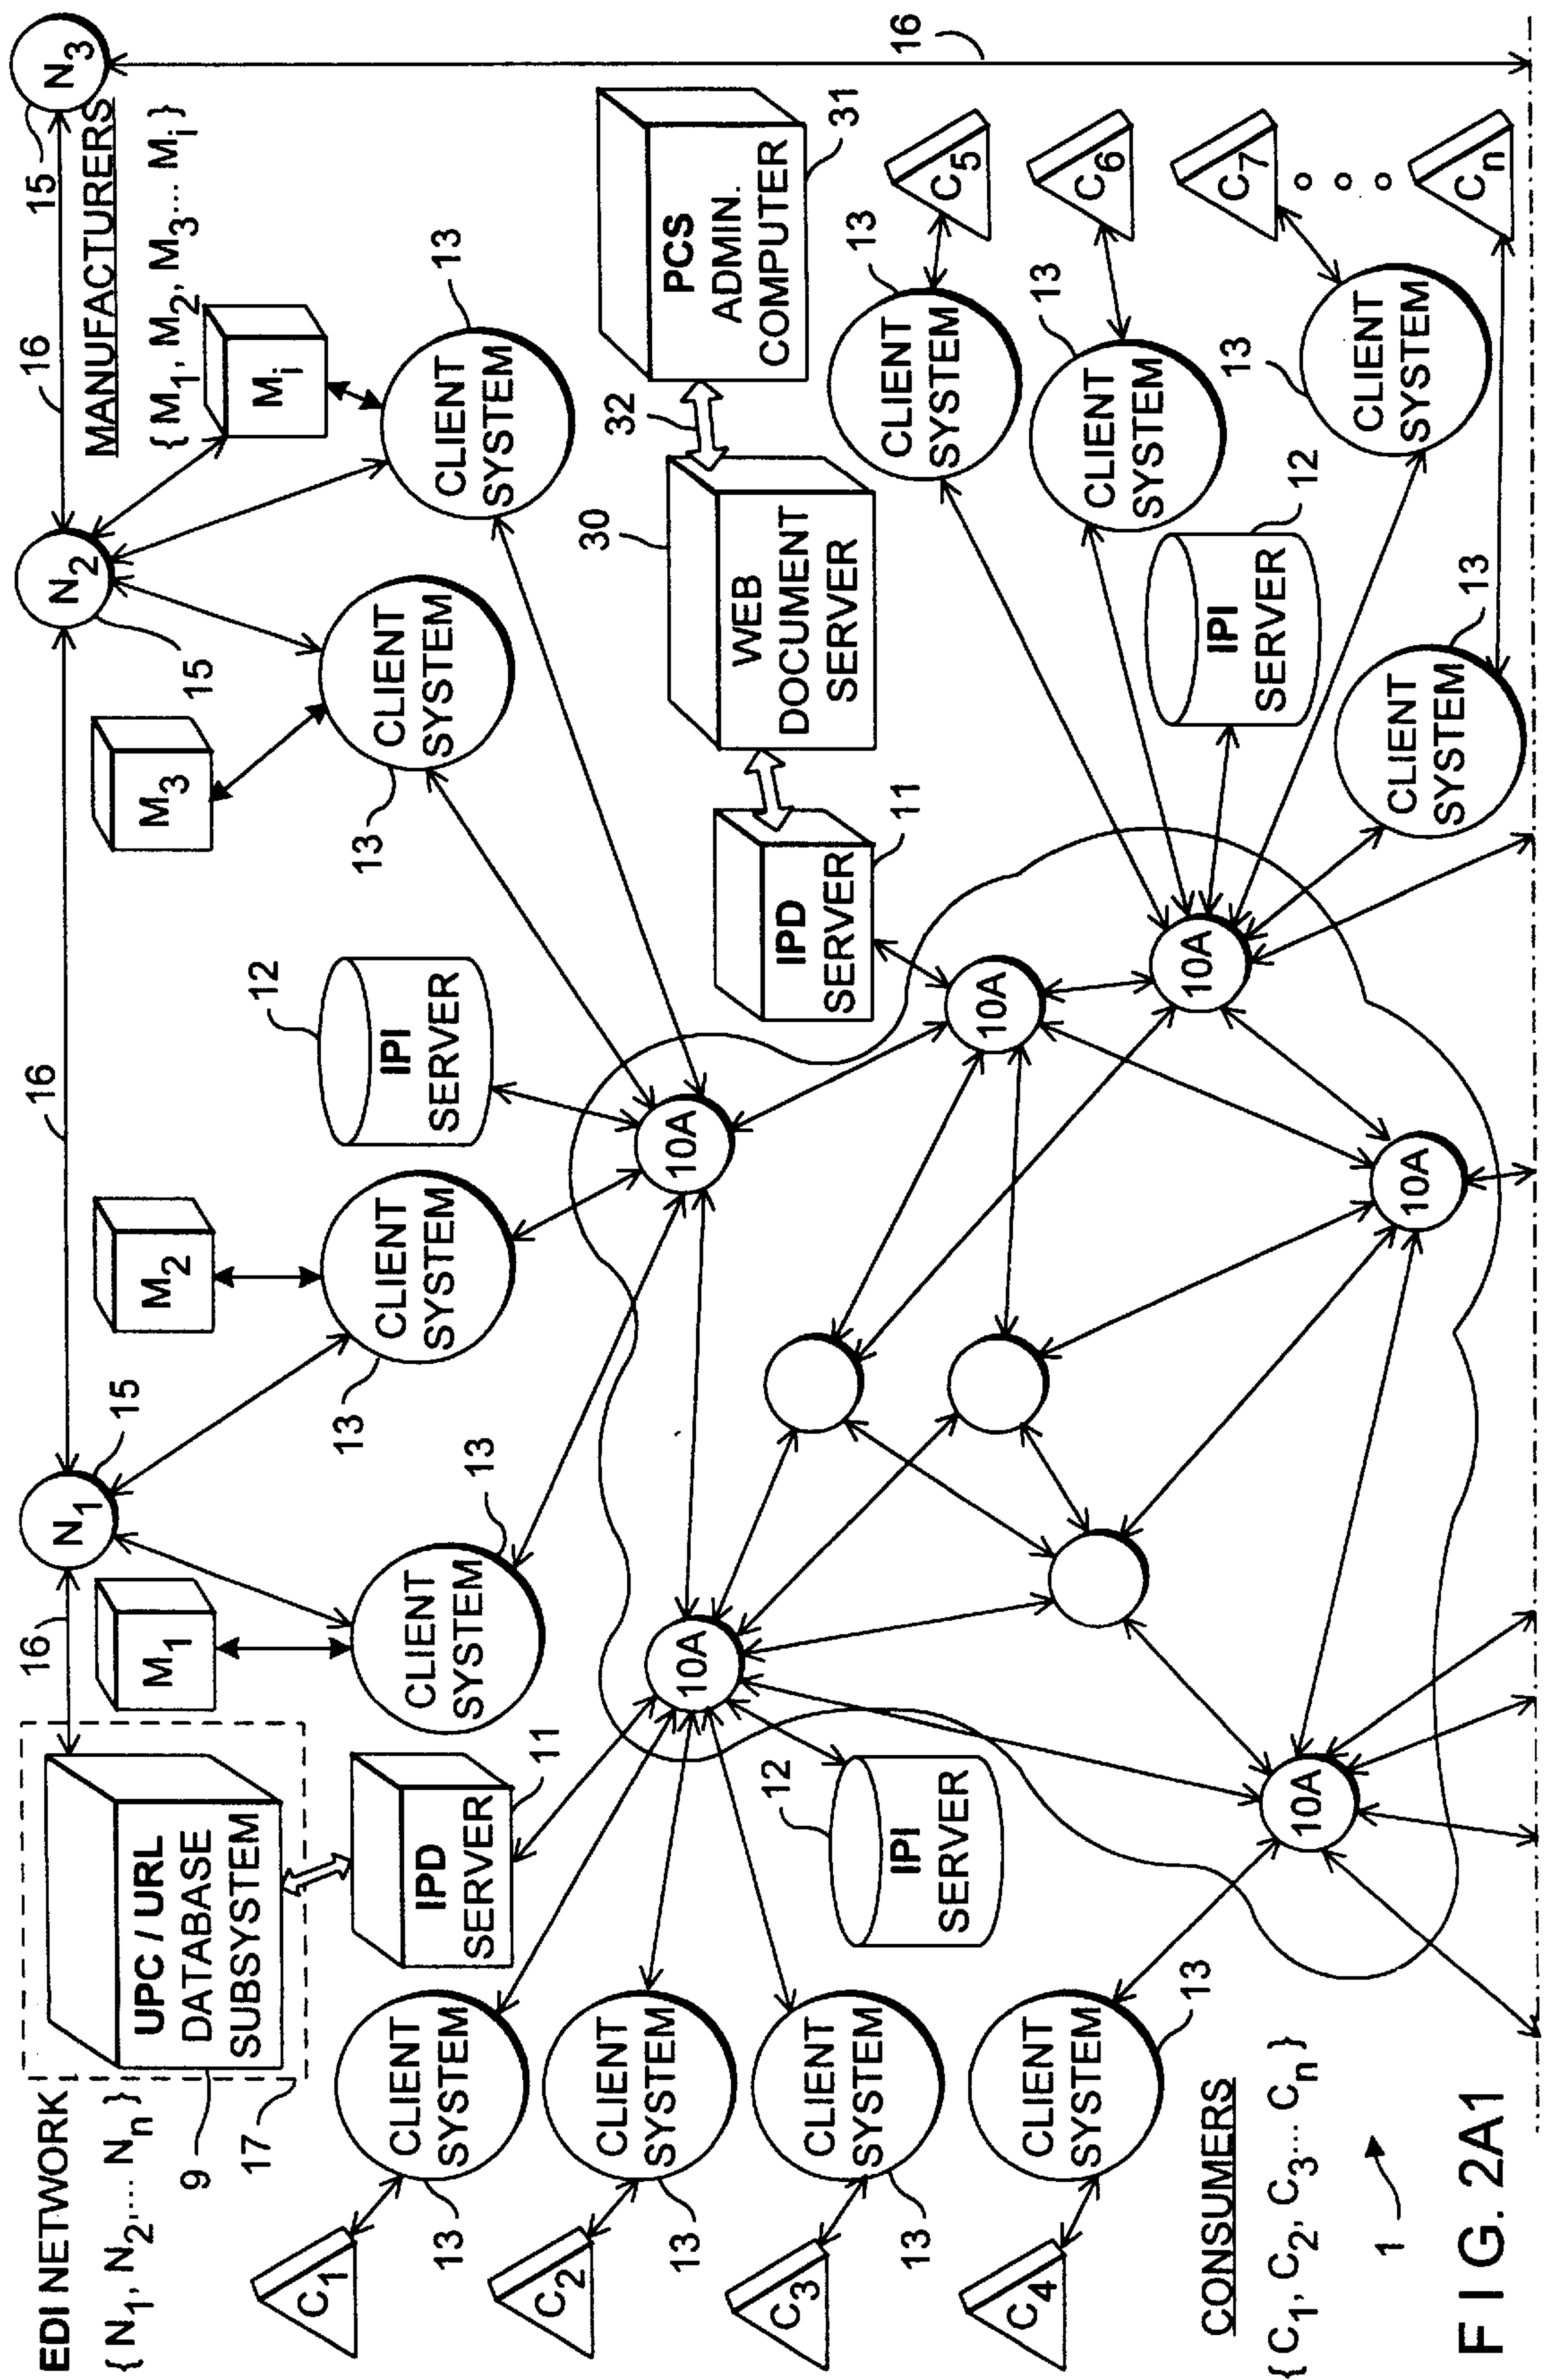 EDI NETWORK
{ N1, N2.... Nn }
9
17
UPC / URL
DATABASE
SUBSYSTEM
16
N1
15
16
N2
15
16
15
N3
MANUFACTURERS
{ M1, M2, M3... Mi }
M1
M2
M3
Mi
CLIENT
SYSTEM
13
CLIENT
SYSTEM
13
CLIENT
SYSTEM
13
CLIENT
SYSTEM
13
IPD
SERVER
11
IPI
SERVER
12
C1
CLIENT
SYSTEM
13
C2
CLIENT
SYSTEM
13
C3
CLIENT
SYSTEM
13
C4
CLIENT
SYSTEM
13
IPI
SERVER
12
10A
10A
10A
10A
10A
10A
IPD
SERVER
11
WEB
DOCUMENT
SERVER
30
32
PCS
ADMIN.
COMPUTER
31
16
CLIENT
SYSTEM
13
C5
CLIENT
SYSTEM
13
C6
IPI
SERVER
12
CLIENT
SYSTEM
13
C7
CLIENT
SYSTEM
13
Cn
CONSUMERS
{ C1, C2, C3... Cn }
1
FIG. 2A1